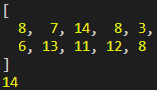 [
8, 7, 14, 8, 3,
6, 13, 11, 12, 8
]
14